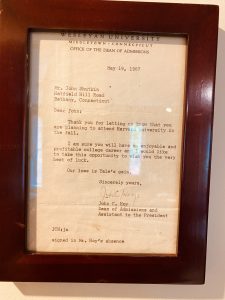 WESLEYAN UNIVERSITY
MIDDLETOWN · CONNECTICUT
OFFICE OF THE DEAN OF ADMISSIONS
May 19, 1967
Mr. John
Hatfield Hill Road
Bethany, Connecticut
Dear John:
Thank you for letting us know that you
are planning to attend Harvard University in
the fall.
I am sure you will have an enjoyable and
profitable college career and I would like
to take this opportunity to wish you the very
best of luck.
Our loss is Yale's gain.
Sincerely yours,
John C. Hoy
Dean of Admissions and
Assistant to the President
JCH:ja
signed in Mr. Hoy's absence